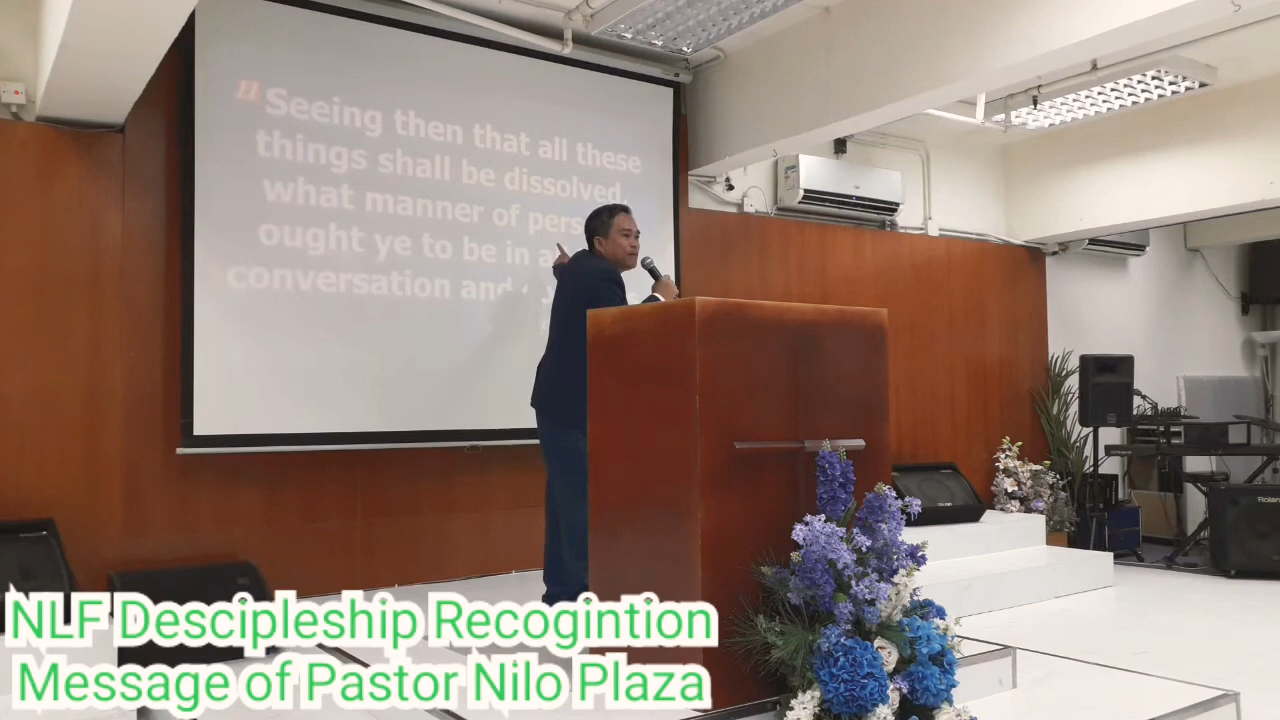 " Seeing then that all these
things shall be dissolved
what manner of
ought ye to be in
conversation and
Roland
NLF Descipleship Recogintion
Message of Pastor Nilo Plaza